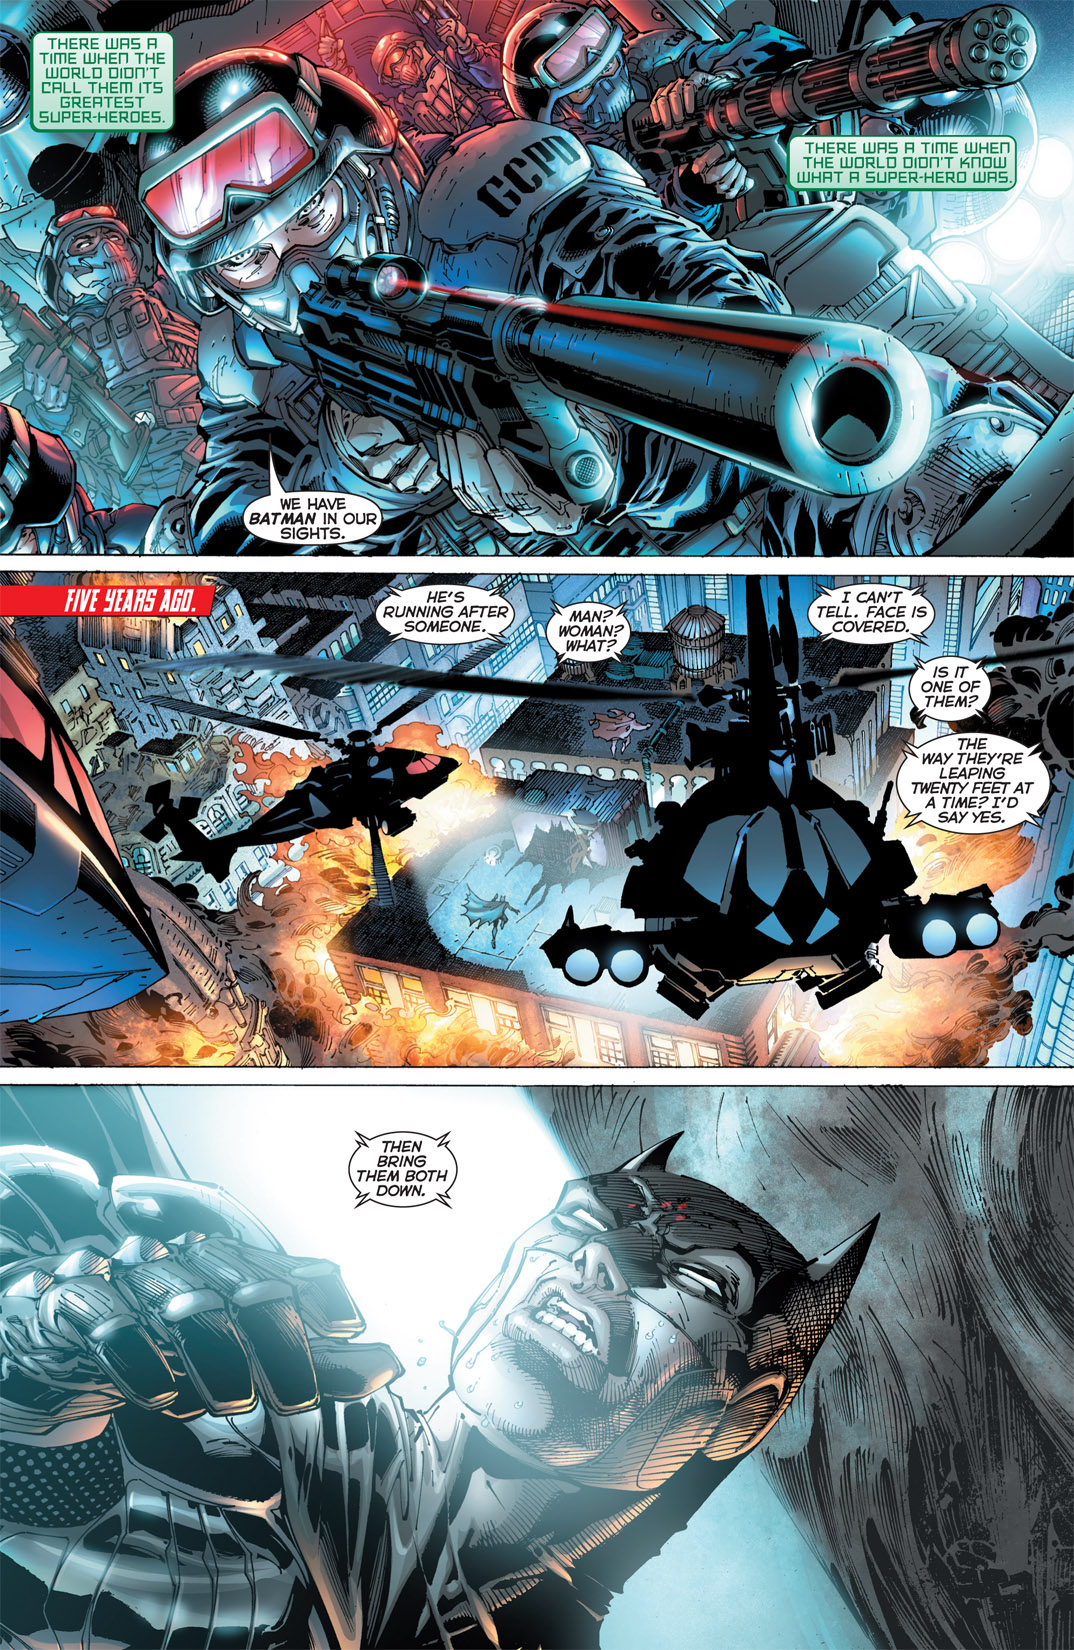 THERE WAS A
TIME WHEN THE
WORLD DIDN'T
CALL THEM ITS
GREATEST
SUPER-HEROES.
GCPD
THERE WAS A TIME WHEN
THE WORLD DIDN'T KNOW
WHAT A SUPER-HERO WAS.
WE HAVE
BATMAN IN OUR
SIGHTS.
FIVE YEARS AGO.
HE'S
RUNNING AFTER
SOMEONE.
MAN?
WOMAN?
WHAT?
I CAN'T
TELL. FACE IS
COVERED.
IS IT
ONE OF
THEM?
THE
WAY THEY'RE
LEAPING
TWENTY FEET AT
A TIME? I'D
SAY YES.
THEN
BRING
THEM BOTH
DOWN.